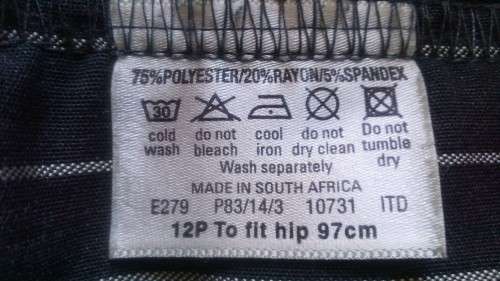 75%POLYESTER/20%RAYON/5%SPANDEX
30
cold wash do not bleach cool iron do not dry clean Do not tumble dry
Wash separately
MADE IN SOUTH AFRICA
E279 P83/14/3 10731 ITD
12P To fit hip 97cm